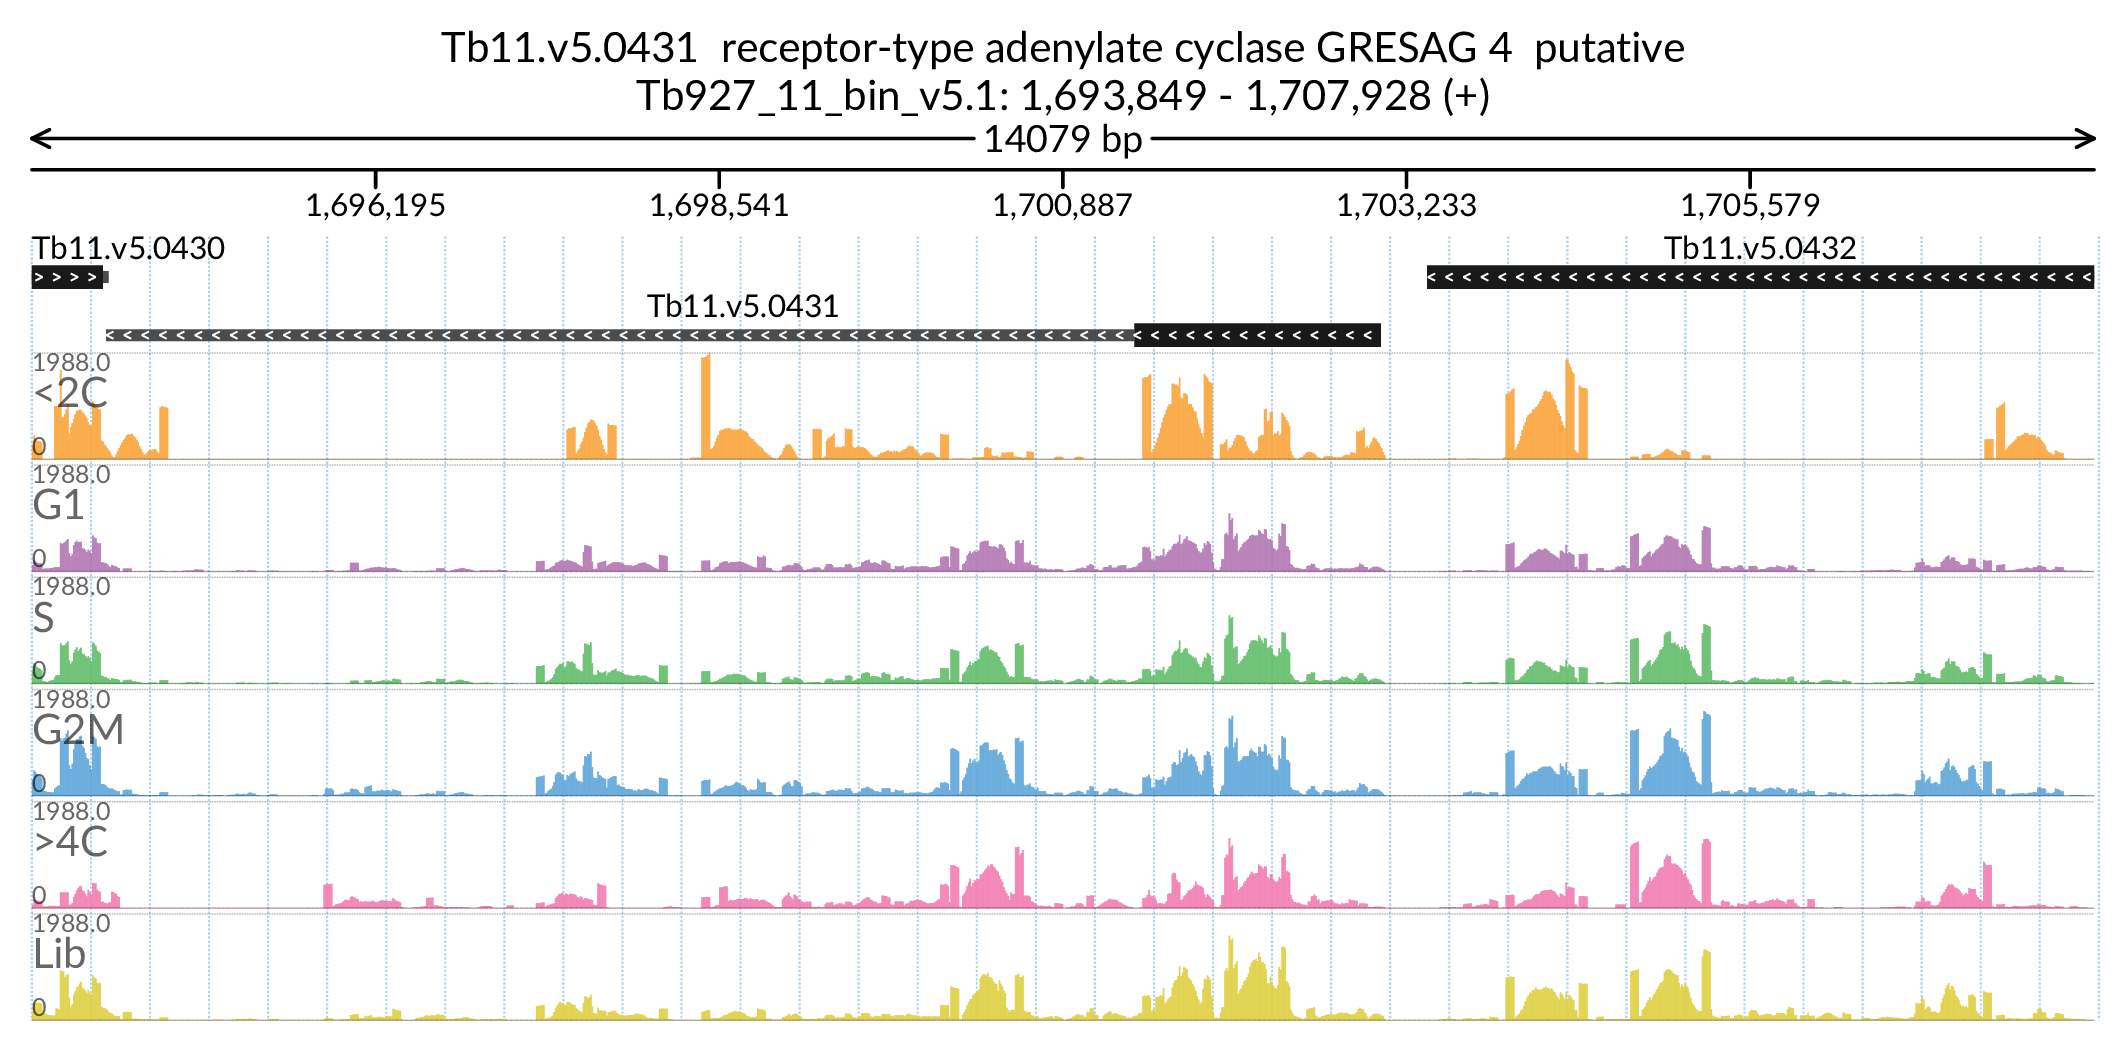 Tb11.v5.0431  receptor-type adenylate cyclase GRESAG 4  putative
Tb927_11_bin_v5.1: 1,693,849 - 1,707,928 (+)
14079 bp
1,696,195 1,698,541 1,700,887 1,703,233 1,705,579
Tb11.v5.0430 Tb11.v5.0432
Tb11.v5.0431
1988.0
<2C
0
1988.0
G1
0
1988.0
S
0
1988.0
G2M
0
1988.0
>4C
0
1988.0
Lib
0